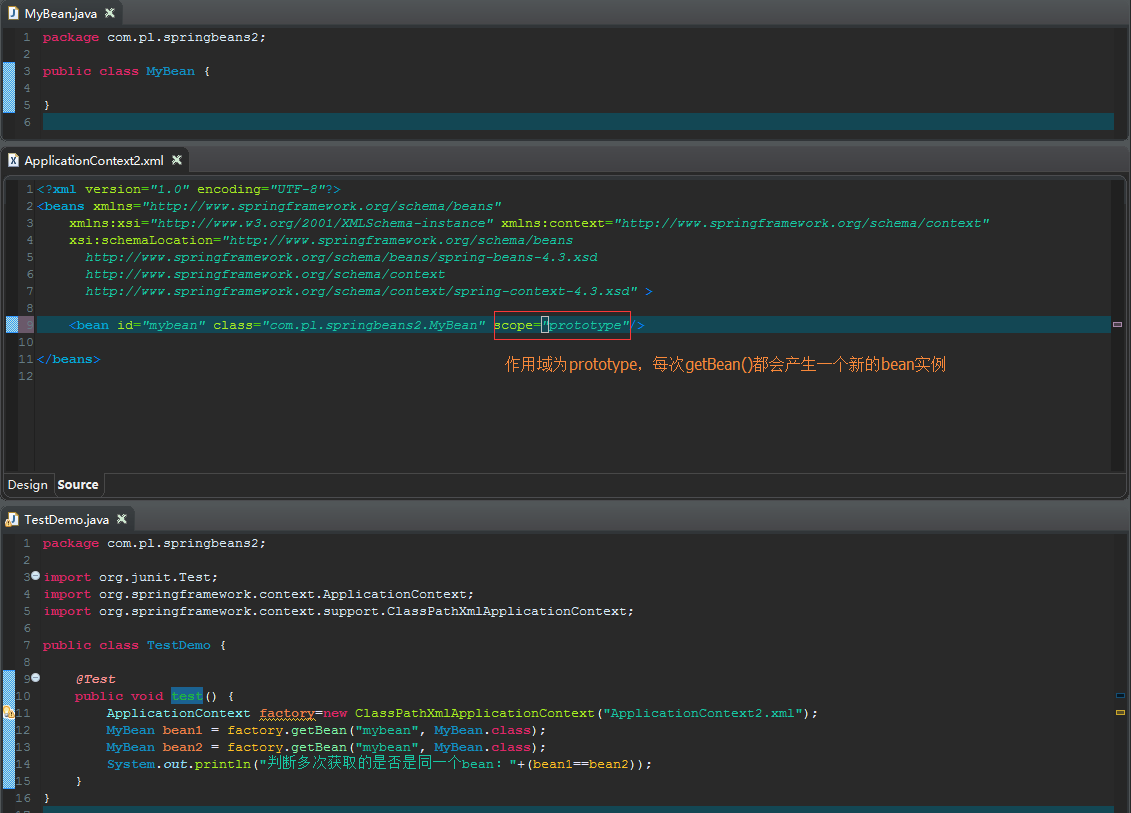 MyBean.java
1 package com.pl.springbeans2;
2
3 public class MyBean {
4
5 }
6
ApplicationContext2.xml
1 <?xml version="1.0" encoding="UTF-8"?>
2 <beans xmlns="http://www.springframework.org/schema/beans"
3 xmlns:xsi="http://www.w3.org/2001/XMLSchema-instance" xmlns:context="http://www.springframework.org/schema/context"
4 xsi:schemaLocation="http://www.springframework.org/schema/beans
5 http://www.springframework.org/schema/beans/spring-beans-4.3.xsd
6 http://www.springframework.org/schema/context
7 http://www.springframework.org/schema/context/spring-context-4.3.xsd" >
8
9 <bean id="mybean" class="com.pl.springbeans2.MyBean" scope="prototype"/>
10
作用域为prototype，每次getBean()都会产生一个新的bean实例
11 </beans>
12
Design Source
TestDemo.java
1 package com.pl.springbeans2;
2
3 import org.junit.Test;
4 import org.springframework.context.ApplicationContext;
5 import org.springframework.context.support.ClassPathXmlApplicationContext;
6
7 public class TestDemo {
8
9 @Test
10 public void test() {
11 ApplicationContext factory=new ClassPathXmlApplicationContext("ApplicationContext2.xml");
12 MyBean bean1 = factory.getBean("mybean", MyBean.class);
13 MyBean bean2 = factory.getBean("mybean", MyBean.class);
14 System.out.println("判断多次获取的是否是同一个bean："+(bean1==bean2));
15 }
16 }